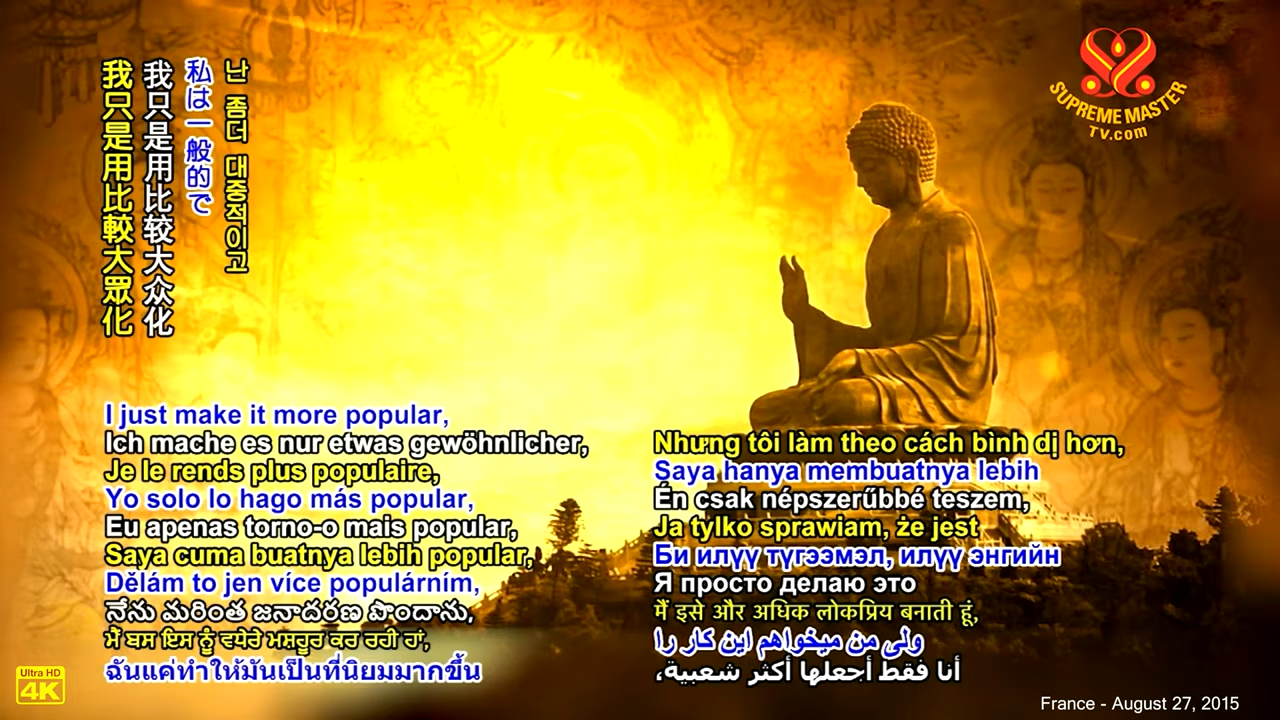 我只是用比較大眾化
我只是用比较大众化
私は一般的で
난 좀더 대중적이고
SUPREME MASTER
TV.com
I just make it more popular,
Ich mache es nur etwas gewöhnlicher,
Je le rends plus populaire,
Yo solo lo hago más popular,
Eu apenas torno-o mais popular,
Saya cuma buatnya lebih popular,
Dělám to jen více populárním,
నేను మరింత జనాదరణ పొందాను,
ਮੈਂ ਬਸ ਇਸ ਨੂੰ ਵਧੇਰੇ ਮਸ਼ਹੂਰ ਕਰ ਰਹੀ ਹਾਂ,
ฉันแค่ทำให้มันเป็นที่นิยมมากขึ้น
Nhưng tôi làm theo cách bình dị hơn,
Saya hanya membuatnya lebih
Én csak népszerűbbé teszem,
Ja tylko sprawiam, że jest
Би илүү түгээмэл, илүү энгийн
Я просто делаю это
मैं इसे और अधिक लोकप्रिय बनाती हूं,
ولی من میخواهم این کار را
أنا فقط أجعلها أكثر شعبية،
Ultra HD
4K
France - August 27, 2015